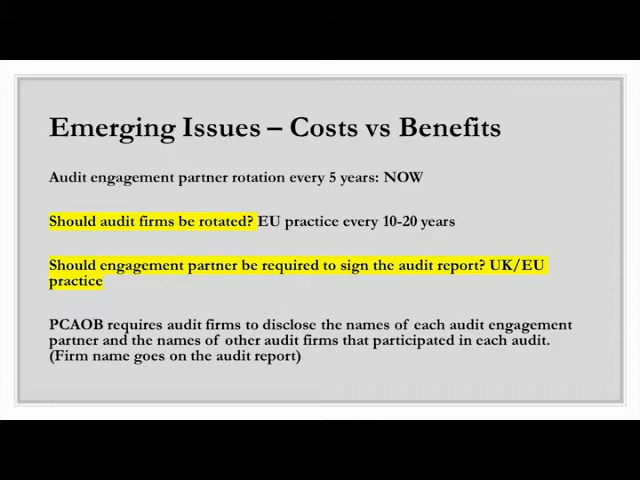 Emerging Issues – Costs vs Benefits
Audit engagement partner rotation every 5 years: NOW
Should audit firms be rotated? EU practice every 10-20 years
Should engagement partner be required to sign the audit report? UK/EU
practice
PCAOB requires audit firms to disclose the names of each audit engagement
partner and the names of other audit firms that participated in each audit.
(Firm name goes on the audit report)